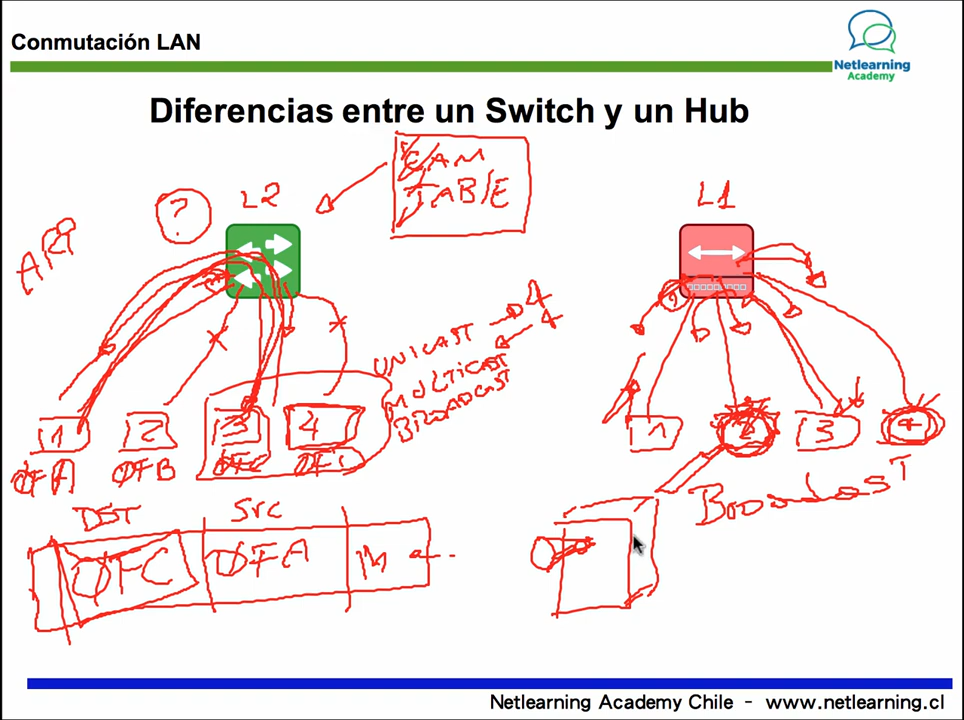 Conmutación LAN
Netlearning
Academy
Diferencias entre un Switch y un Hub
CAM
TABLE
L2
L1
?
ARP
UNICAST
MULTICAST
BROADCAST
1
2
3
4
1
2
3
4
0FA
0FB
0FC
Broadcast
DST
Src
0FC
0FA
M
Netlearning Academy Chile - www.netlearning.cl